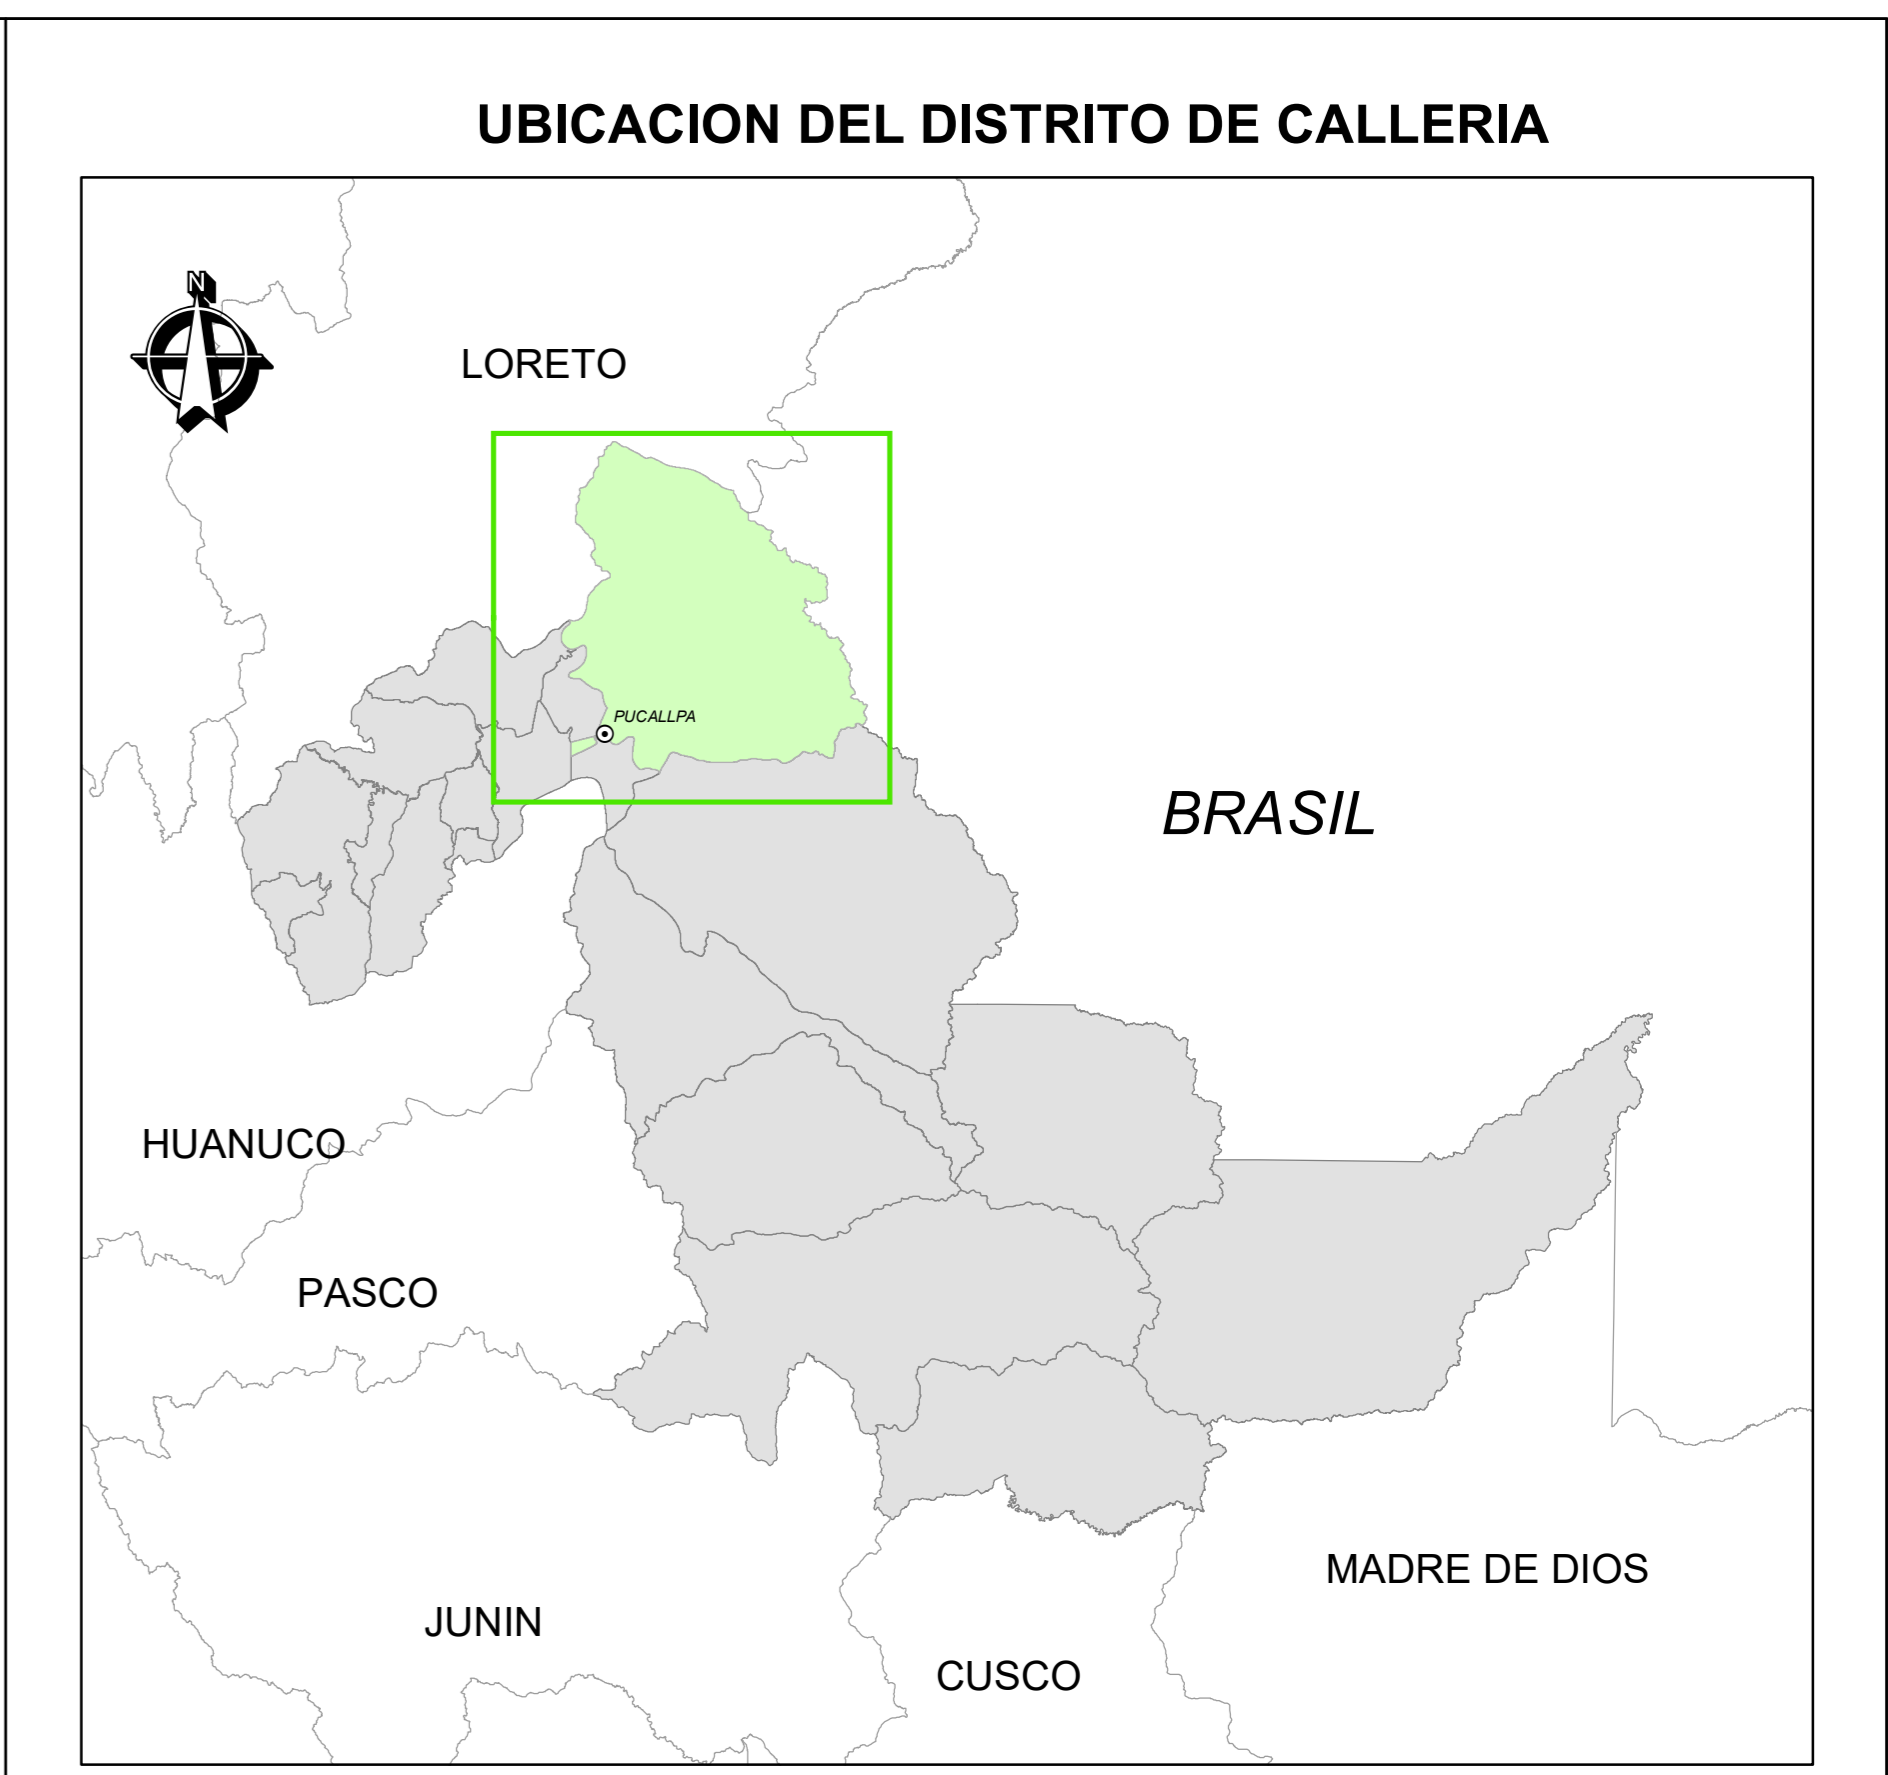 UBICACION DEL DISTRITO DE CALLERIA
N
LORETO
PUCALLPA
BRASIL
HUANUCO
PASCO
MADRE DE DIOS
JUNIN
CUSCO